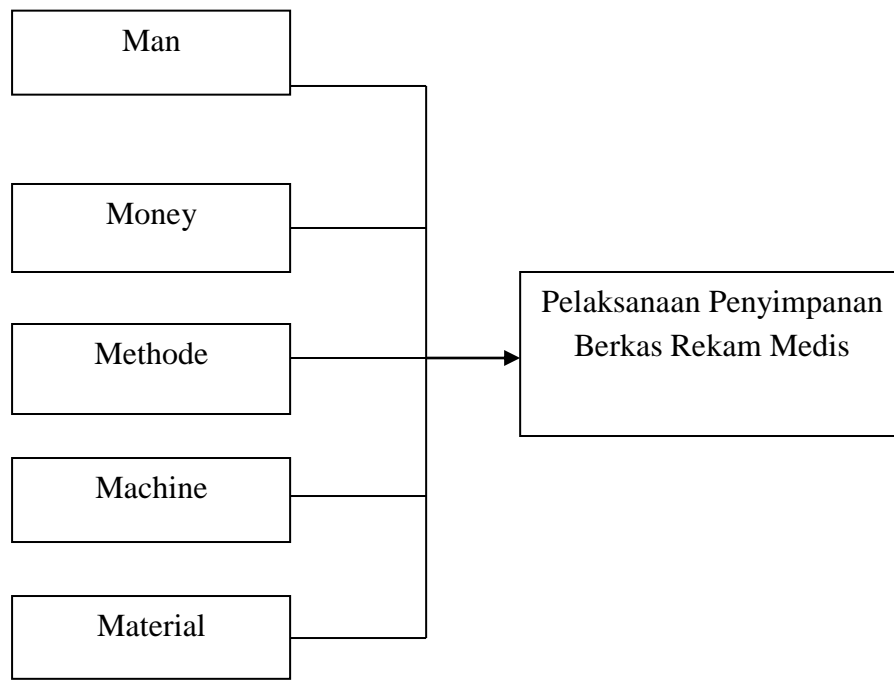 Man
Money
Methode
Machine
Material
Pelaksanaan Penyimpanan
Berkas Rekam Medis